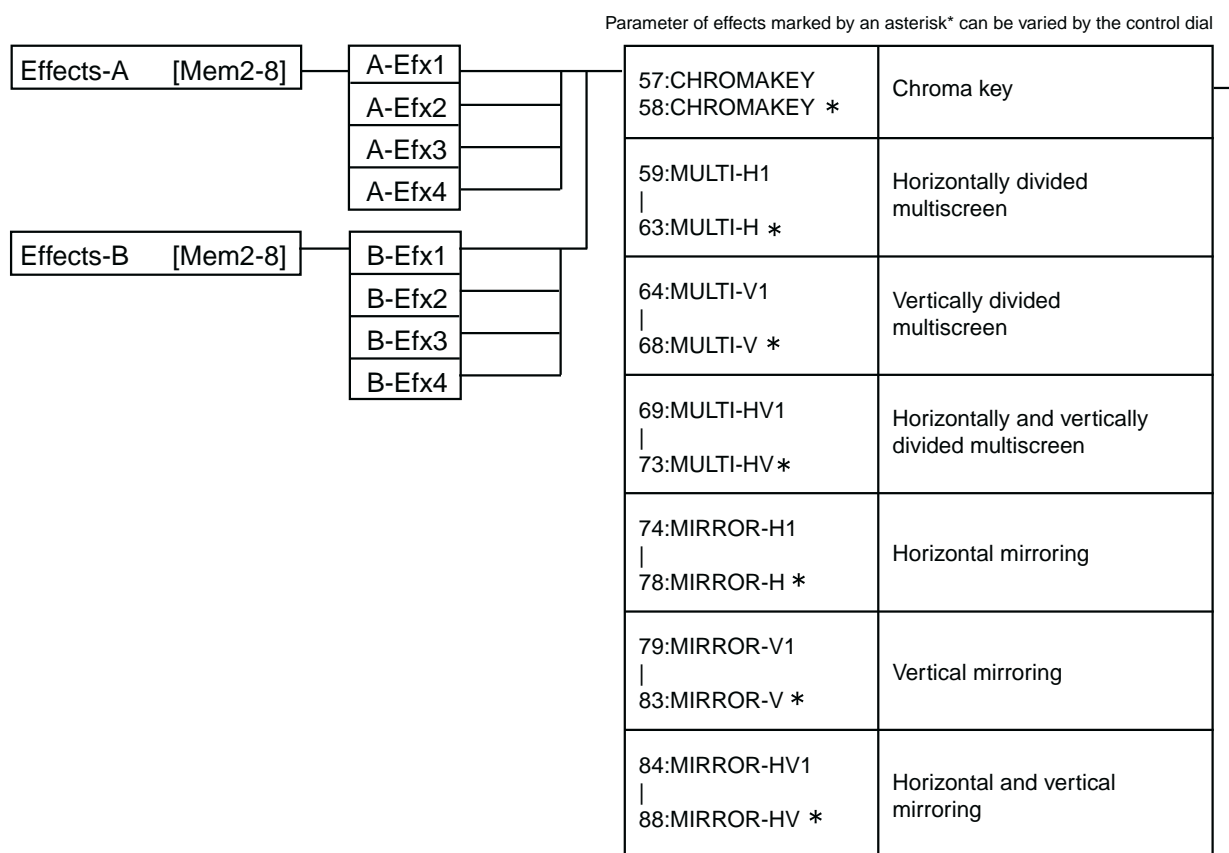 Parameter of effects marked by an asterisk* can be varied by the control dial
Effects-A [Mem2-8]
A-Efx1
A-Efx2
A-Efx3
A-Efx4
Effects-B [Mem2-8]
B-Efx1
B-Efx2
B-Efx3
B-Efx4
57:CHROMAKEY
58:CHROMAKEY *
Chroma key
59:MULTI-H1
|
63:MULTI-H *
Horizontally divided
multiscreen
64:MULTI-V1
|
68:MULTI-V *
Vertically divided
multiscreen
69:MULTI-HV1
|
73:MULTI-HV*
Horizontally and vertically
divided multiscreen
74:MIRROR-H1
|
78:MIRROR-H *
Horizontal mirroring
79:MIRROR-V1
|
83:MIRROR-V *
Vertical mirroring
84:MIRROR-HV1
|
88:MIRROR-HV *
Horizontal and vertical
mirroring